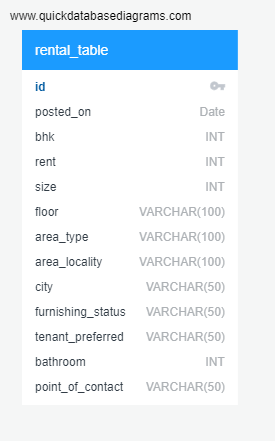 www.quickdatabasediagrams.com
rental_table
id
posted_on Date
bhk INT
rent INT
size INT
floor VARCHAR(100)
area_type VARCHAR(100)
area_locality VARCHAR(100)
city VARCHAR(50)
furnishing_status VARCHAR(50)
tenant_preferred VARCHAR(50)
bathroom INT
point_of_contact VARCHAR(50)